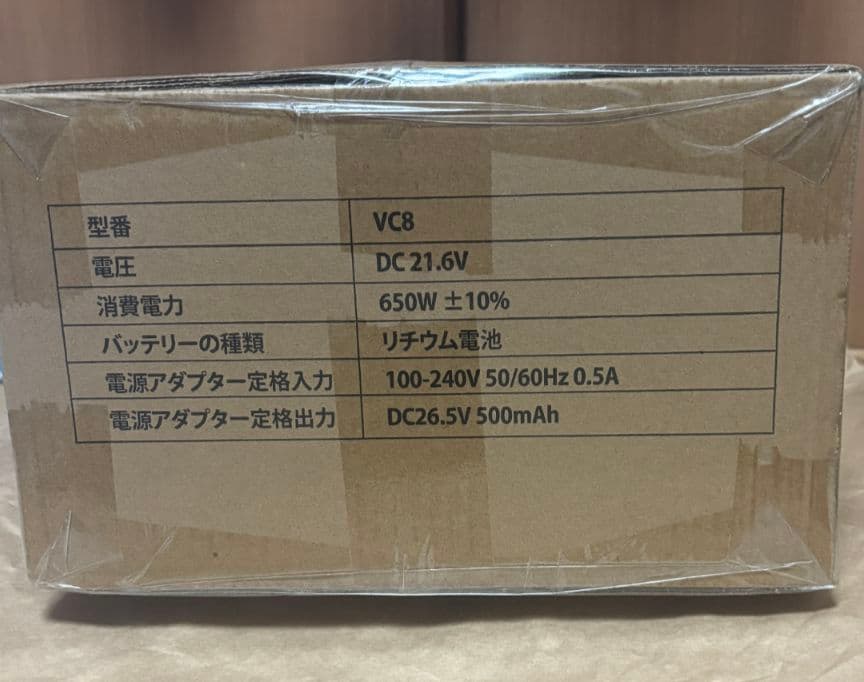 型番 VC8
電圧 DC 21.6V
消費電力 650W ±10%
バッテリーの種類 リチウム電池
電源アダプター定格入力 100-240V 50/60Hz 0.5A
電源アダプター定格出力 DC26.5V 500mAh